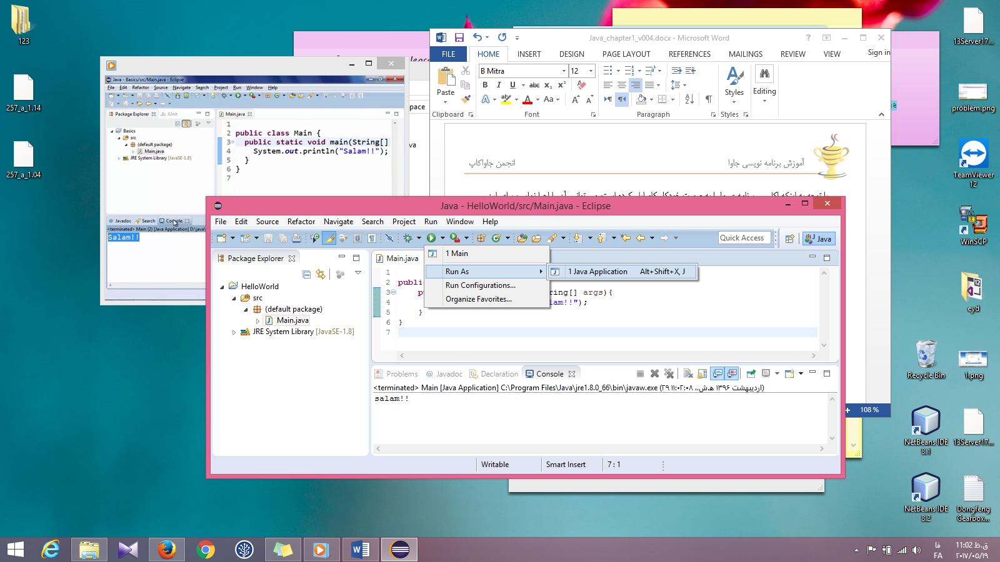 123
257_a_1.14
257_a_1.04
Java - Basics/src/Main.java - Eclipse
File Edit Refactor Source Navigate Search Project Run Window Help
Package Explorer Ju JUnit
Basics
src
(default package)
Main.java
JRE System Library [JavaSE-1.8]
Main.java
1
2 public class Main {
3 public static void main(String[]
4 System.out.println("Salam!!");
5 }
6 }
7
@ Javadoc Search Console
<terminated> Main (2) [Java Application] D:\java\
Salam!!
pace
va
Java_chapter1_v004.docx - Microsoft Word
FILE HOME INSERT DESIGN PAGE LAYOUT REFERENCES MAILINGS REVIEW VIEW Sign in
B Mitra 12
Paste
B I U abc x₂ x²
Aa
Styles
Editing
Clipboard Font Paragraph Styles
آموزش برنامه نویسی جاوا
انجمن جاواکاپ
108 %
Java - HelloWorld/src/Main.java - Eclipse
File Edit Source Refactor Navigate Search Project Run Window Help
Quick Access
Java
Package Explorer
HelloWorld
src
(default package)
Main.java
JRE System Library [JavaSE-1.8]
Main.java
1 Main
Run As
Run Configurations...
Organize Favorites...
1 Java Application Alt+Shift+X, J
1
2 publ
3 pu ring[] args){
4 lam!!");
5 }
6 }
7
Problems @ Javadoc Declaration Console
<terminated> Main [Java Application] C:\Program Files\Java\jre1.8.0_66\bin\javaw.exe (۲۹ اردیبهشت ۱۳۹۶ ه‍.ش.،‏ ۱۱:۰۲:۰۸)
salam!!
Writable Smart Insert 7 : 1
13Server17...
problem.png
TeamViewer
12
WinSCP
eyd
Recycle Bin
1.png
NetBeans IDE
8.1
13Server17...
NetBeans IDE
8.2
Dongfeng
Gearbox...
فا
FA
11:02 ق.ظ
۲۰۱۷/۰۵/۱۹